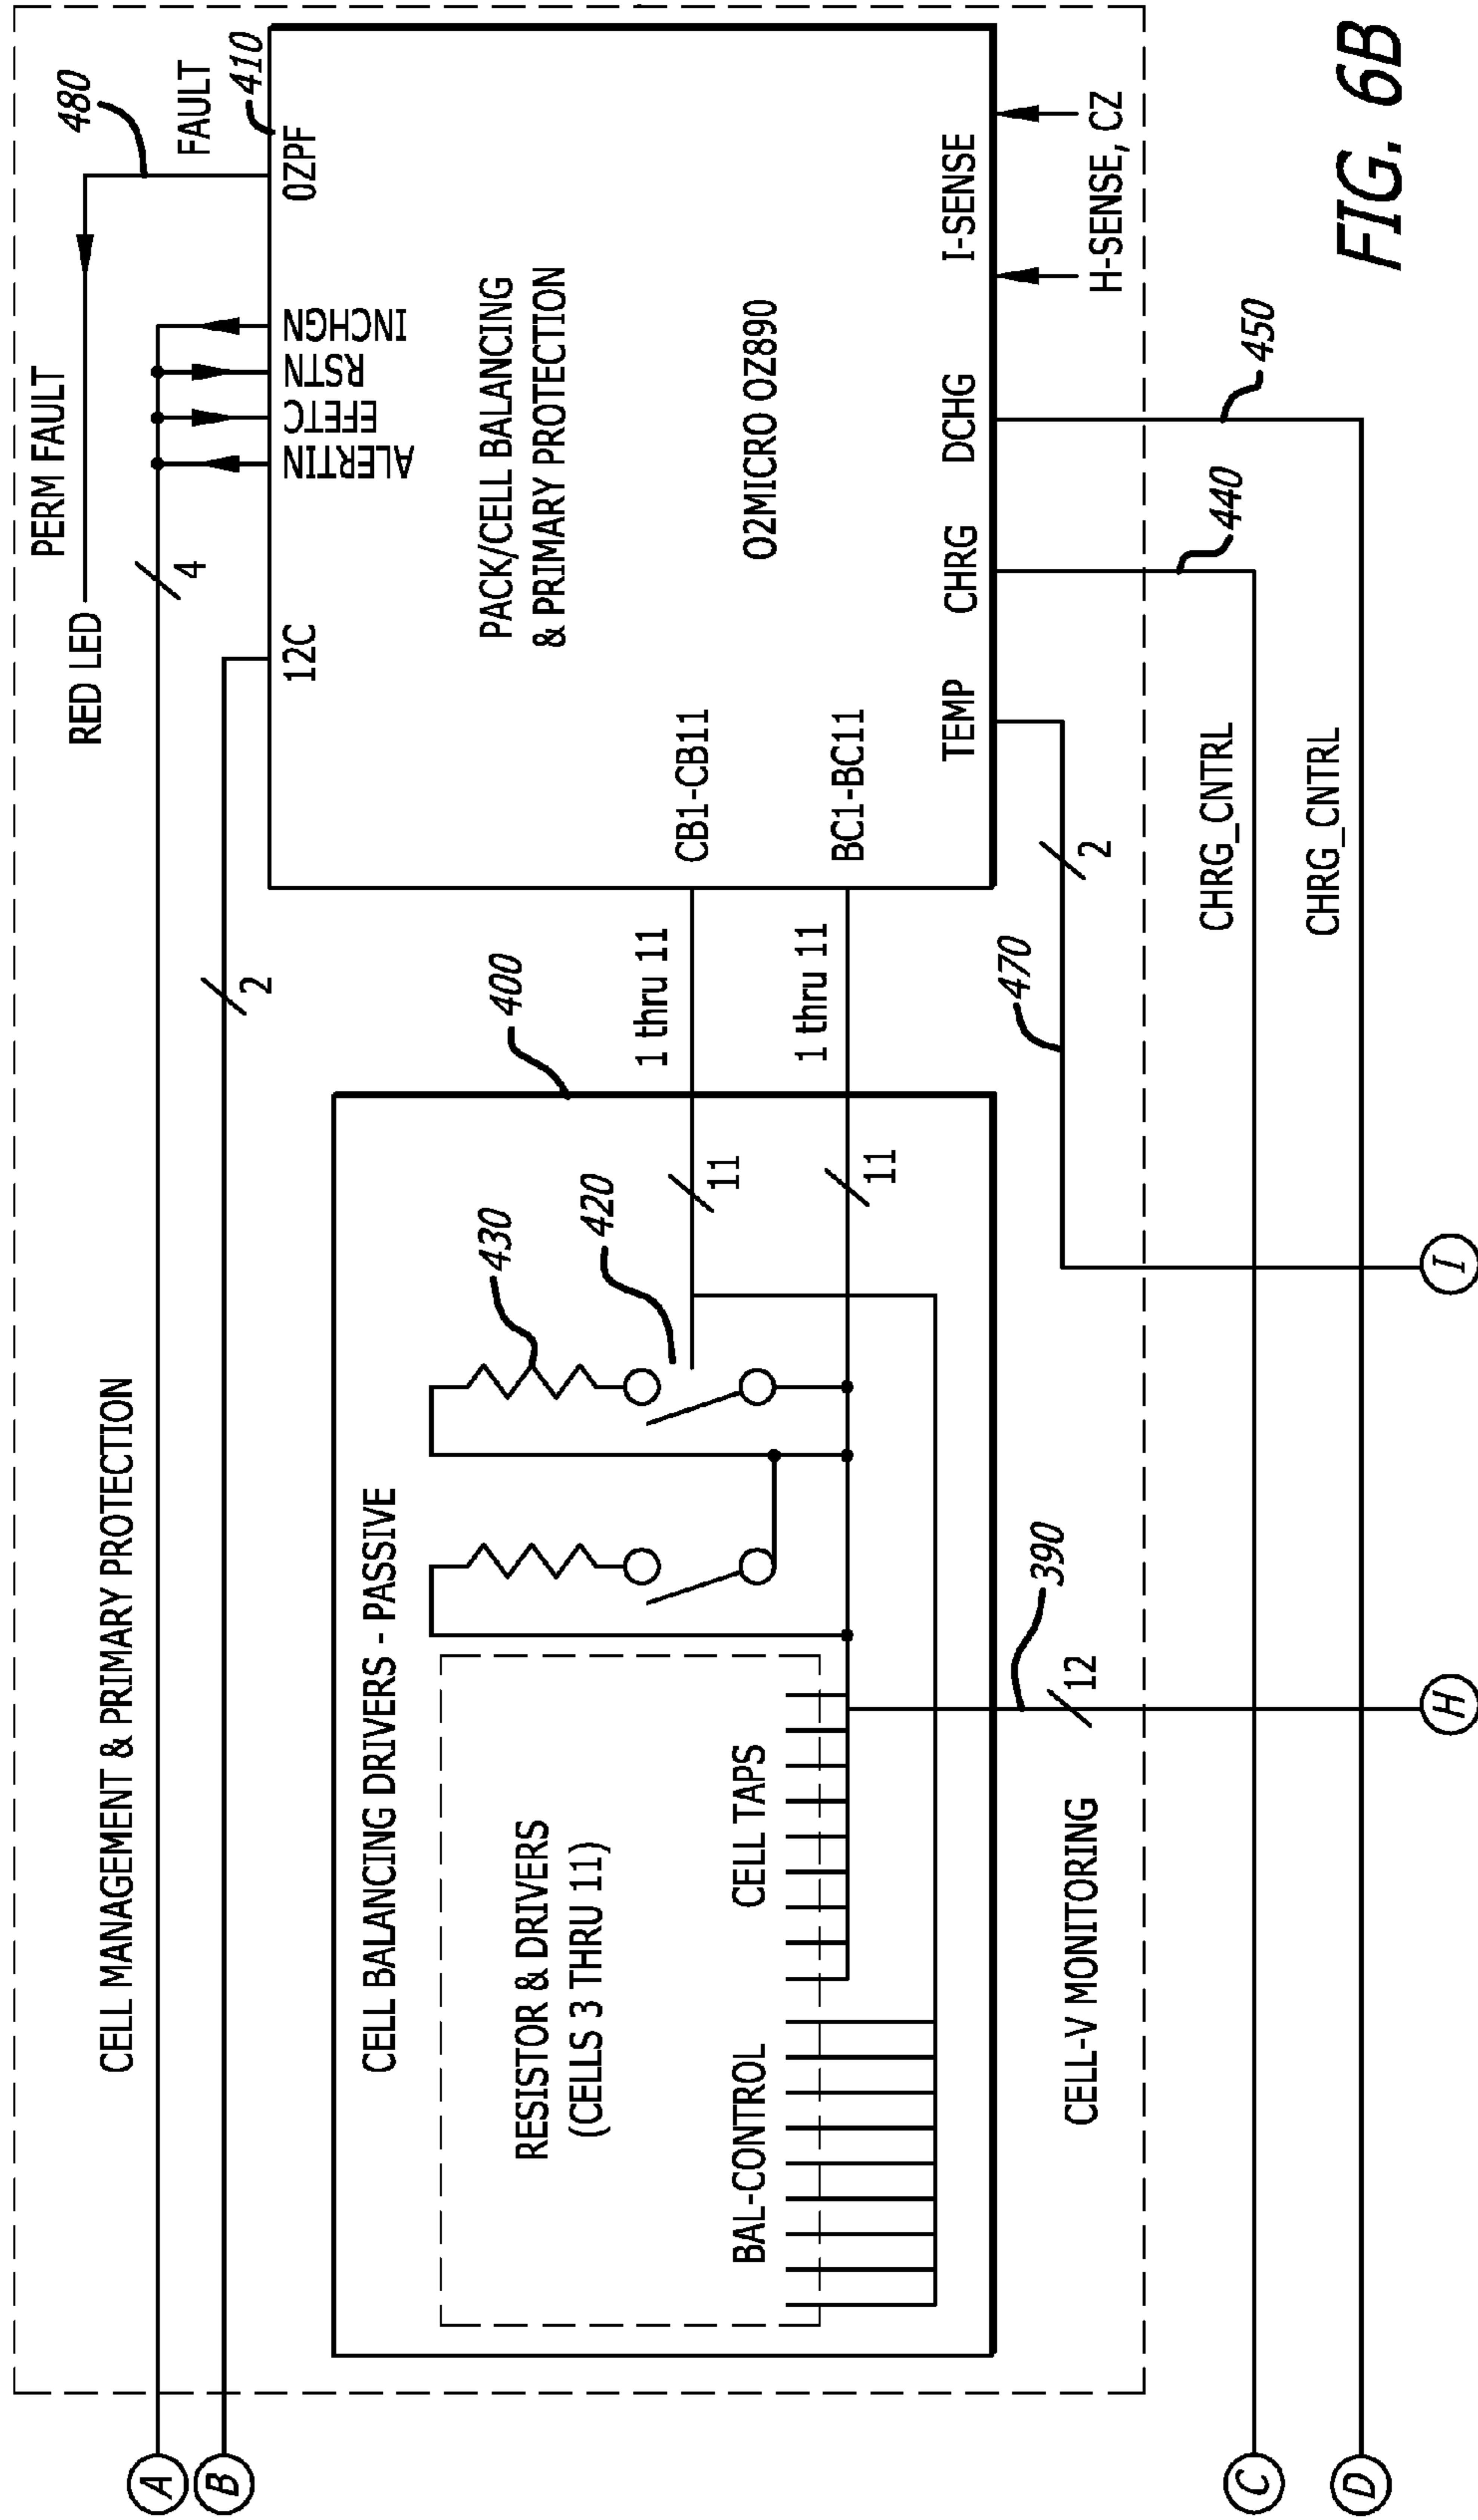 CELL MANAGEMENT & PRIMARY PROTECTION
PERM FAULT
RED LED
480
FAULT
410
A
4
B
2
12C
ALERTIN
EFETC
RSTN
INCHGN
OZPF
CELL BALANCING DRIVERS - PASSIVE
RESISTOR & DRIVERS
(CELLS 3 THRU 11)
BAL-CONTROL
CELL TAPS
430
420
400
11
11
1 thru 11
1 thru 11
CB1-CB11
BC1-BC11
PACK/CELL BALANCING
& PRIMARY PROTECTION
O2MICRO OZ890
TEMP
CHRG
DCHG
I-SENSE
H-SENSE, CZ
CELL-V MONITORING
12
390
470
2
440
450
C
CHRG_CNTRL
D
CHRG_CNTRL
H
I
FIG. 6B